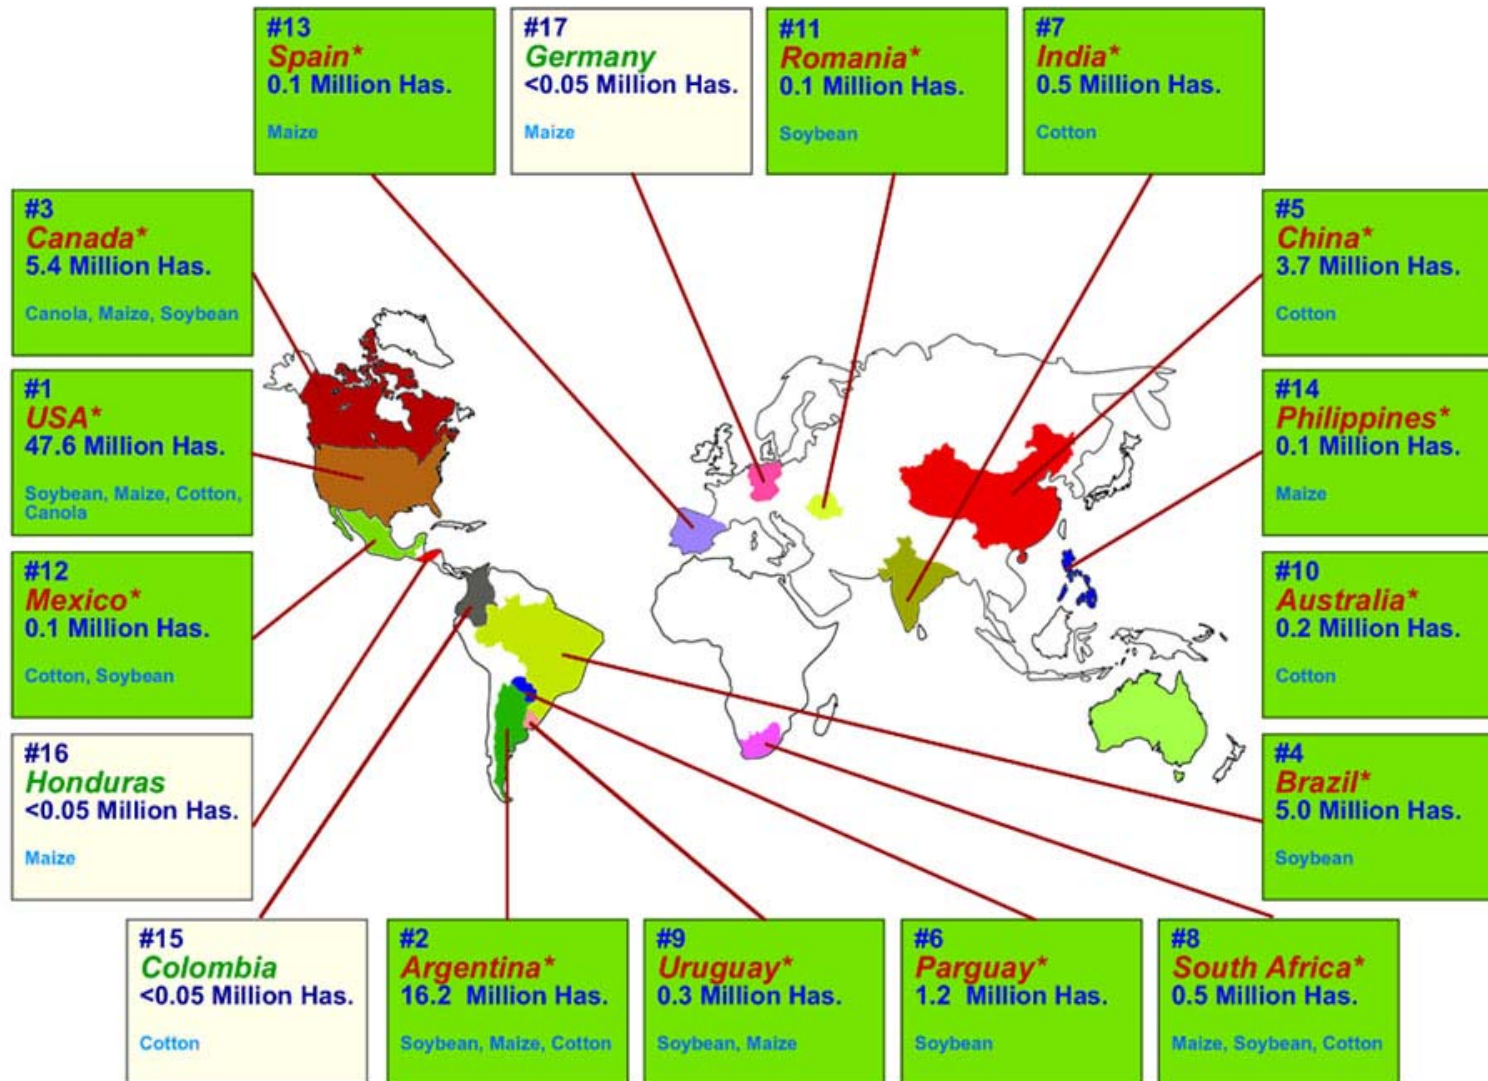 #13
Spain*
0.1 Million Has.
Maize
#17
Germany
<0.05 Million Has.
Maize
#11
Romania*
0.1 Million Has.
Soybean
#7
India*
0.5 Million Has.
Cotton
#3
Canada*
5.4 Million Has.
Canola, Maize, Soybean
#5
China*
3.7 Million Has.
Cotton
#1
USA*
47.6 Million Has.
Soybean, Maize, Cotton,
Canola
#14
Philippines*
0.1 Million Has.
Maize
#12
Mexico*
0.1 Million Has.
Cotton, Soybean
#10
Australia*
0.2 Million Has.
Cotton
#16
Honduras
<0.05 Million Has.
Maize
#4
Brazil*
5.0 Million Has.
Soybean
#15
Colombia
<0.05 Million Has.
Cotton
#2
Argentina*
16.2 Million Has.
Soybean, Maize, Cotton
#9
Uruguay*
0.3 Million Has.
Soybean, Maize
#6
Parguay*
1.2 Million Has.
Soybean
#8
South Africa*
0.5 Million Has.
Maize, Soybean, Cotton